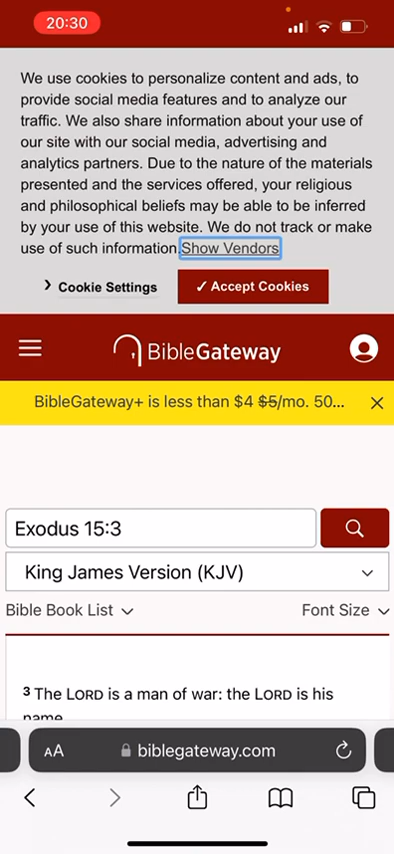 20:30
We use cookies to personalize content and ads, to
provide social media features and to analyze our
traffic. We also share information about your use of
our site with our social media, advertising and
analytics partners. Due to the nature of the materials
presented and the services offered, your religious
and philosophical beliefs may be able to be inferred
by your use of this website. We do not track or make
use of such information.Show Vendors
Cookie Settings ✓ Accept Cookies
BibleGateway
BibleGateway+ is less than $4 $5/mo. 50...
Exodus 15:3
King James Version (KJV)
Bible Book List Font Size
3 The LORD is a man of war: the LORD is his
name
AA biblegateway.com